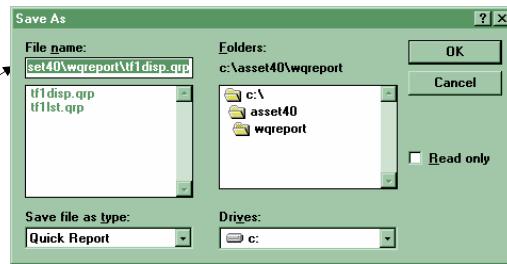 Save As
File name:
set40\wqreport\tf1disp.qrp
tf1disp.qrp
tf1lst.qrp
Save file as type:
Quick Report
Folders:
c:\asset40\wqreport
c:\
asset40
wqreport
Drives:
c:
OK
Cancel
Read only